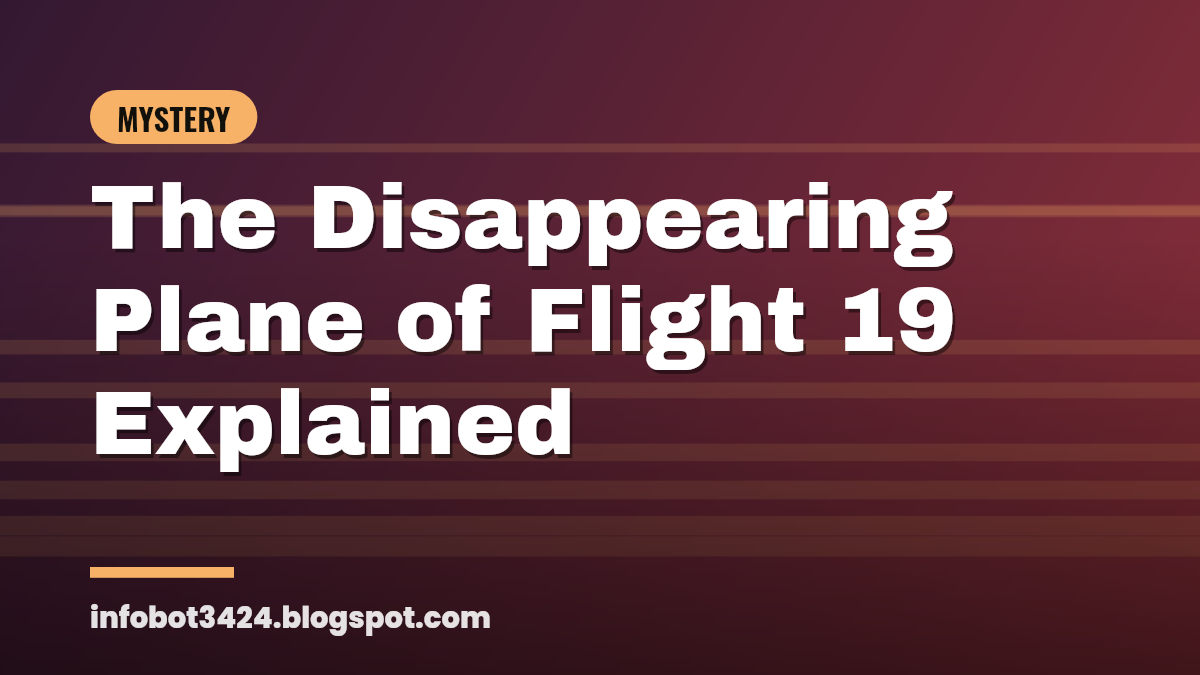 MYSTERY
The Disappearing
Plane of Flight 19
Explained
infobot3424.blogspot.com